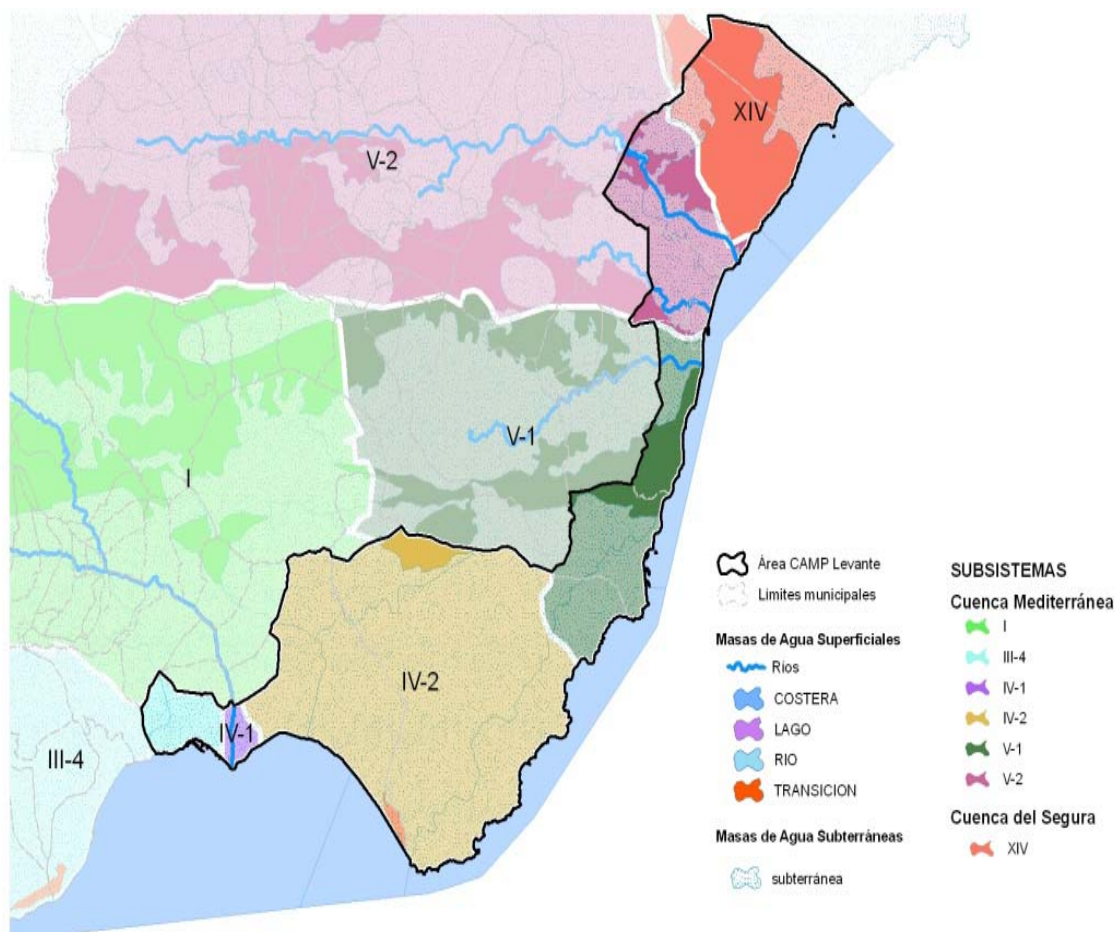 XIV
V-2
V-1
I
IV-2
IV-1
III-4
Área CAMP Levante
Limites municipales
Masas de Agua Superficiales
Ríos
COSTERA
LAGO
RIO
TRANSICION
Masas de Agua Subterráneas
subterránea
SUBSISTEMAS
Cuenca Mediterránea
I
III-4
IV-1
IV-2
V-1
V-2
Cuenca del Segura
XIV